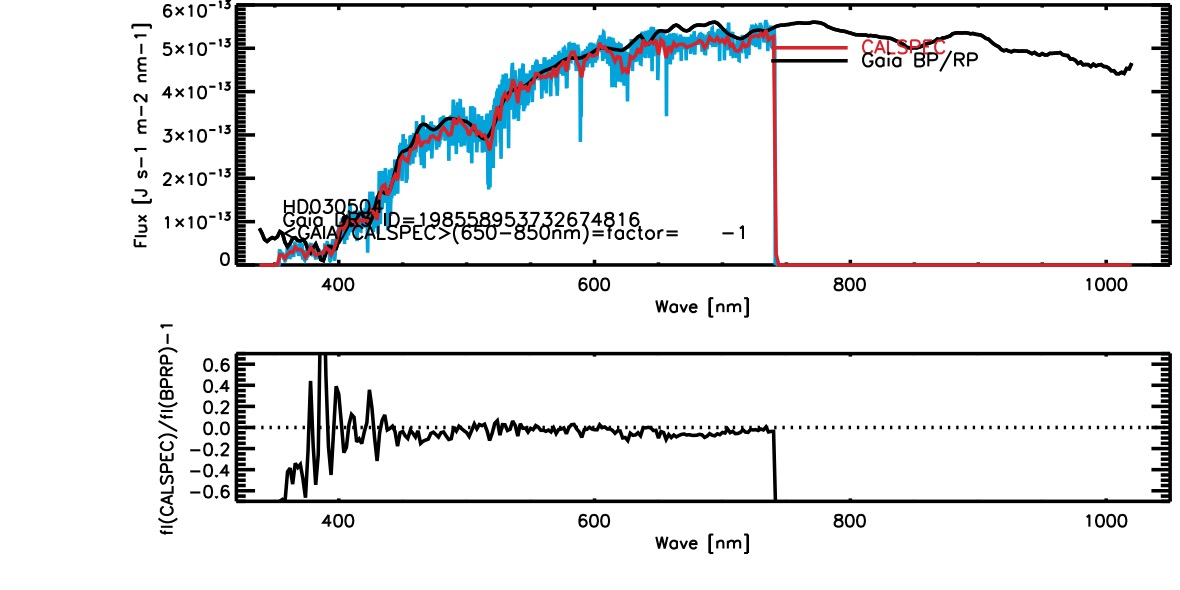 6×10−13
5×10−13
4×10−13
3×10−13
2×10−13
1×10−13
0
Flux [J s−1 m−2 nm−1]
CALSPEC
Gaia BP/RP
HD030504
Gaia ID=1985589537326748​16
<GAIA/CALSPEC>(650−850nm)=factor= −1
400 600 800 1000
Wave [nm]
fl(CALSPEC)/fl(BPRP)−1
0.6
0.4
0.2
0.0
−0.2
−0.4
−0.6
400 600 800 1000
Wave [nm]